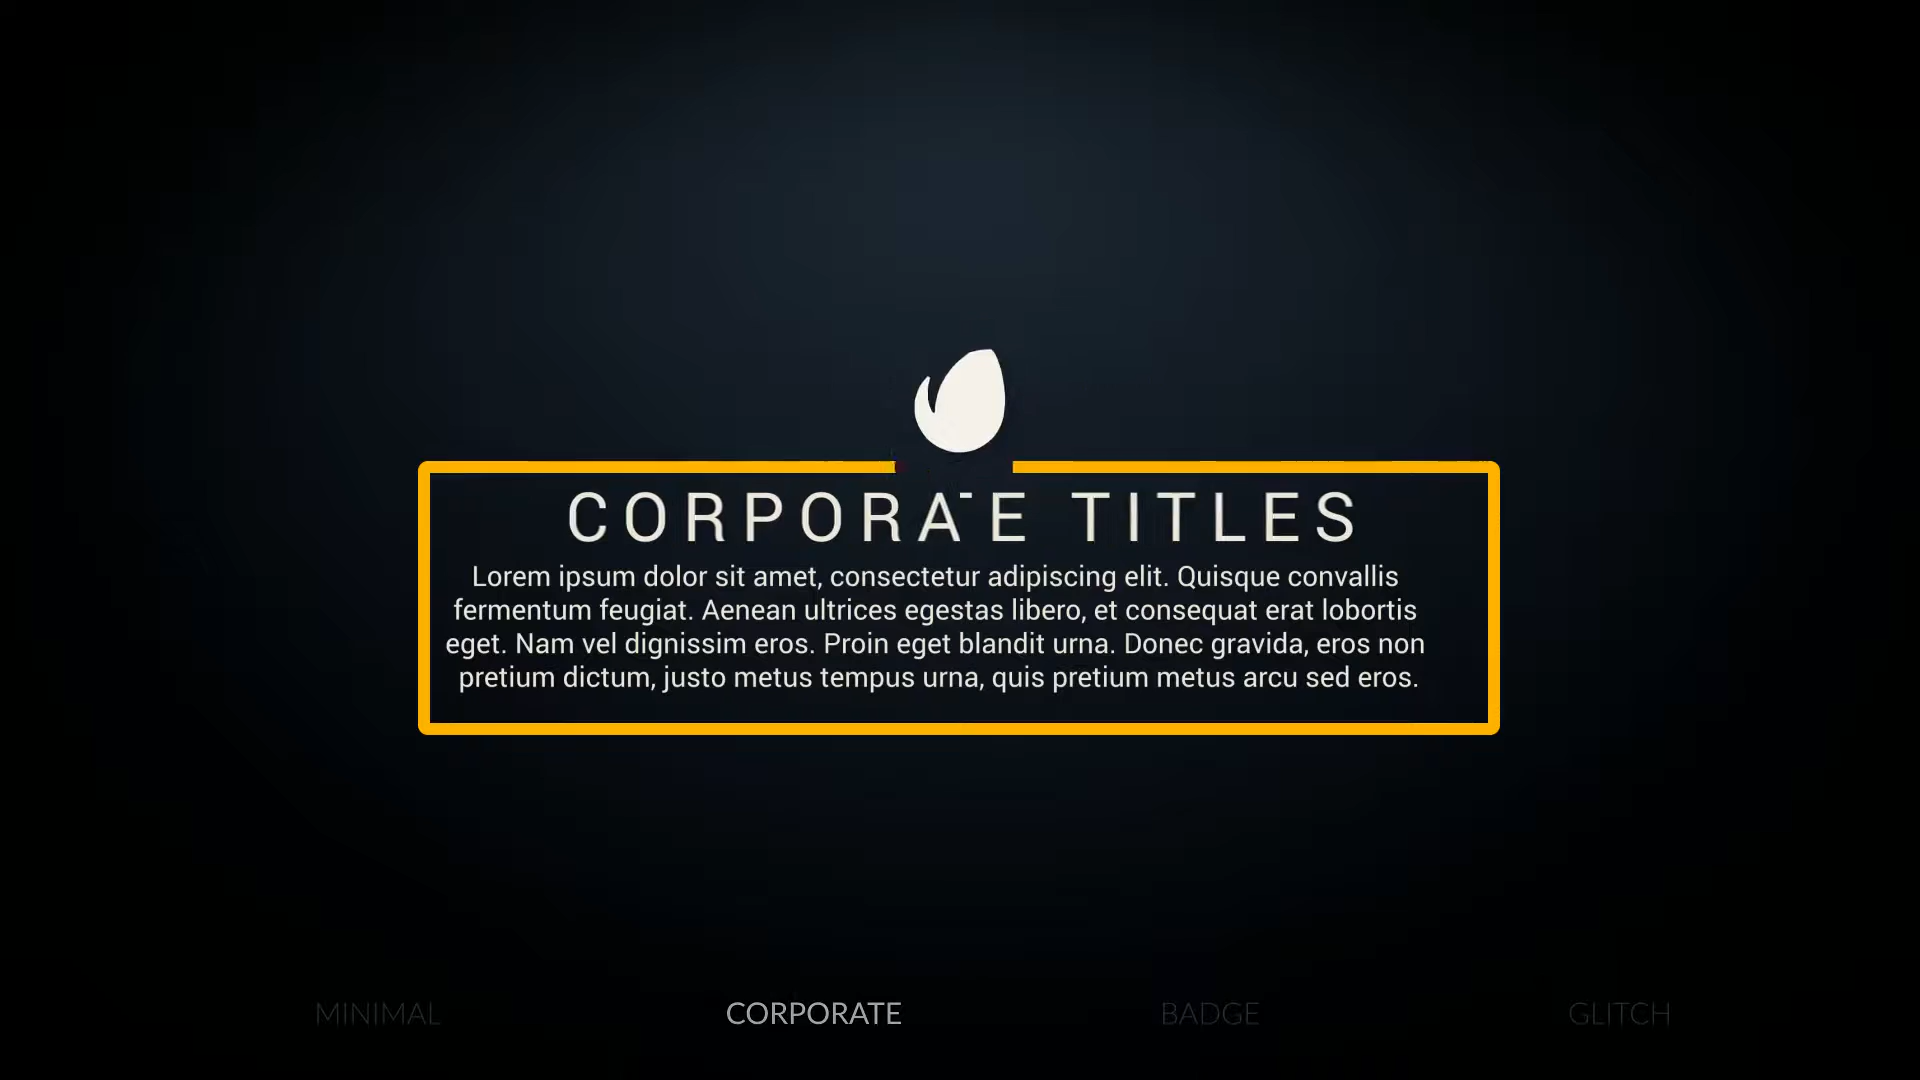 CORPORATE TITLES
Lorem ipsum dolor sit amet, consectetur adipiscing elit. Quisque convallis
fermentum feugiat. Aenean ultrices egestas libero, et consequat erat lobortis
eget. Nam vel dignissim eros. Proin eget blandit urna. Donec gravida, eros non
pretium dictum, justo metus tempus urna, quis pretium metus arcu sed eros.
MINIMAL
CORPORATE
BADGE
GLITCH